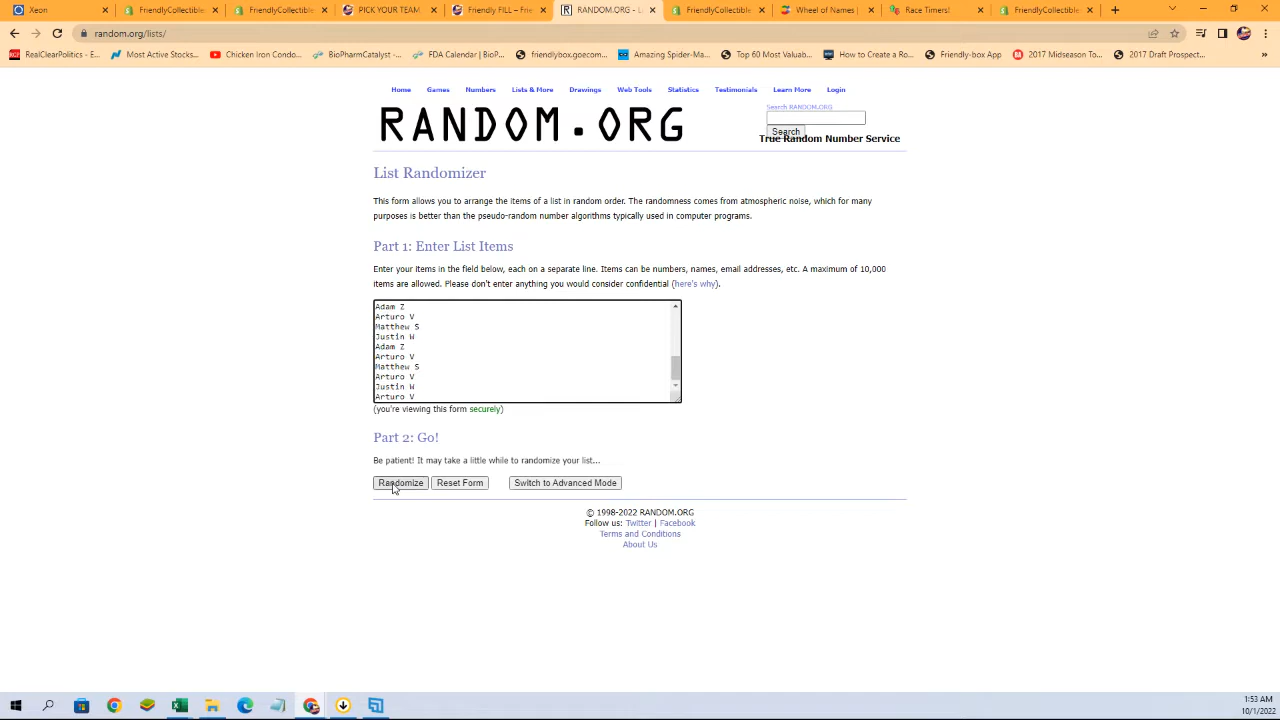 Xeon
FriendlyCollectible
FriendlyCollectible
PICK YOUR TEAM
Friendly FILL – Frie
RANDOM.ORG - L
FriendlyCollectible
Wheel of Names |
Race Timers!
FriendlyCollectible
random.org/lists/
RealClearPolitics - E...
Most Active Stocks...
Chicken Iron Condo...
BioPharmCatalyst -...
FDA Calendar | BioP...
friendlybox.goecom...
Amazing Spider-Ma...
Top 60 Most Valuab...
How to Create a Ro...
Friendly-box App
2017 Midseason To...
2017 Draft Prospect...
Home Games Numbers Lists & More Drawings Web Tools Statistics Testimonials Learn More Login
Search RANDOM.ORG
RANDOM.ORG
Search
True Random Number Service
List Randomizer
This form allows you to arrange the items of a list in random order. The randomness comes from atmospheric noise, which for many
purposes is better than the pseudo-random number algorithms typically used in computer programs.
Part 1: Enter List Items
Enter your items in the field below, each on a separate line. Items can be numbers, names, email addresses, etc. A maximum of 10,000
items are allowed. Please don't enter anything you would consider confidential (here's why).
Adam Z
Arturo V
Matthew S
Justin W
Adam Z
Arturo V
Matthew S
Arturo V
Justin W
Arturo V
(you're viewing this form securely)
Part 2: Go!
Be patient! It may take a little while to randomize your list...
Randomize Reset Form Switch to Advanced Mode
© 1998-2022 RANDOM.ORG
Follow us: Twitter | Facebook
Terms and Conditions
About Us
1:53 AM
10/1/2022